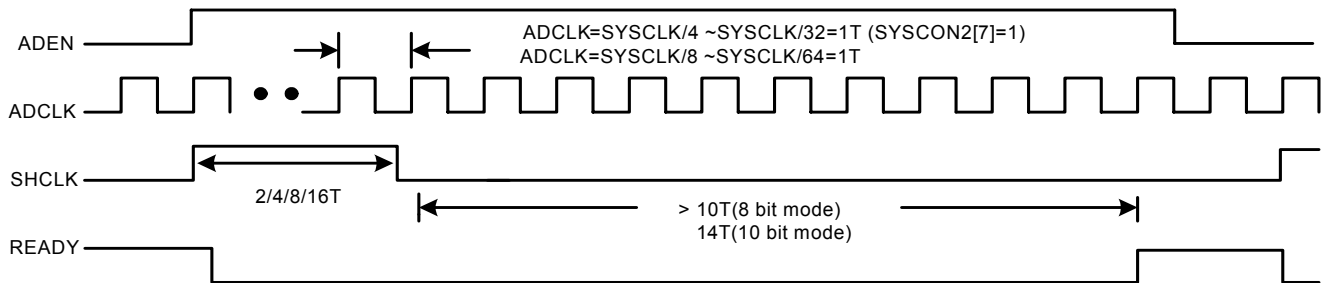 ADEN
ADCLK=SYSCLK/4 ~SYSCLK/32=1T (SYSCON2[7]=1)
ADCLK=SYSCLK/8 ~SYSCLK/64=1T
ADCLK
SHCLK
2/4/8/16T
> 10T(8 bit mode)
14T(10 bit mode)
READY